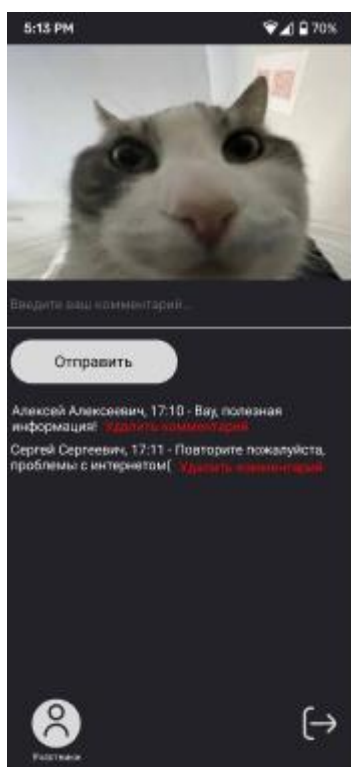 5:13 PM
70%
Введите ваш комментарий...
Отправить
Алексей Алексеевич, 17:10 - Вау, полезная
информация! Удалить комментарий
Сергей Сергеевич, 17:11 - Повторите пожалуйста,
проблемы с интернетом( Удалить комментарий
Участники